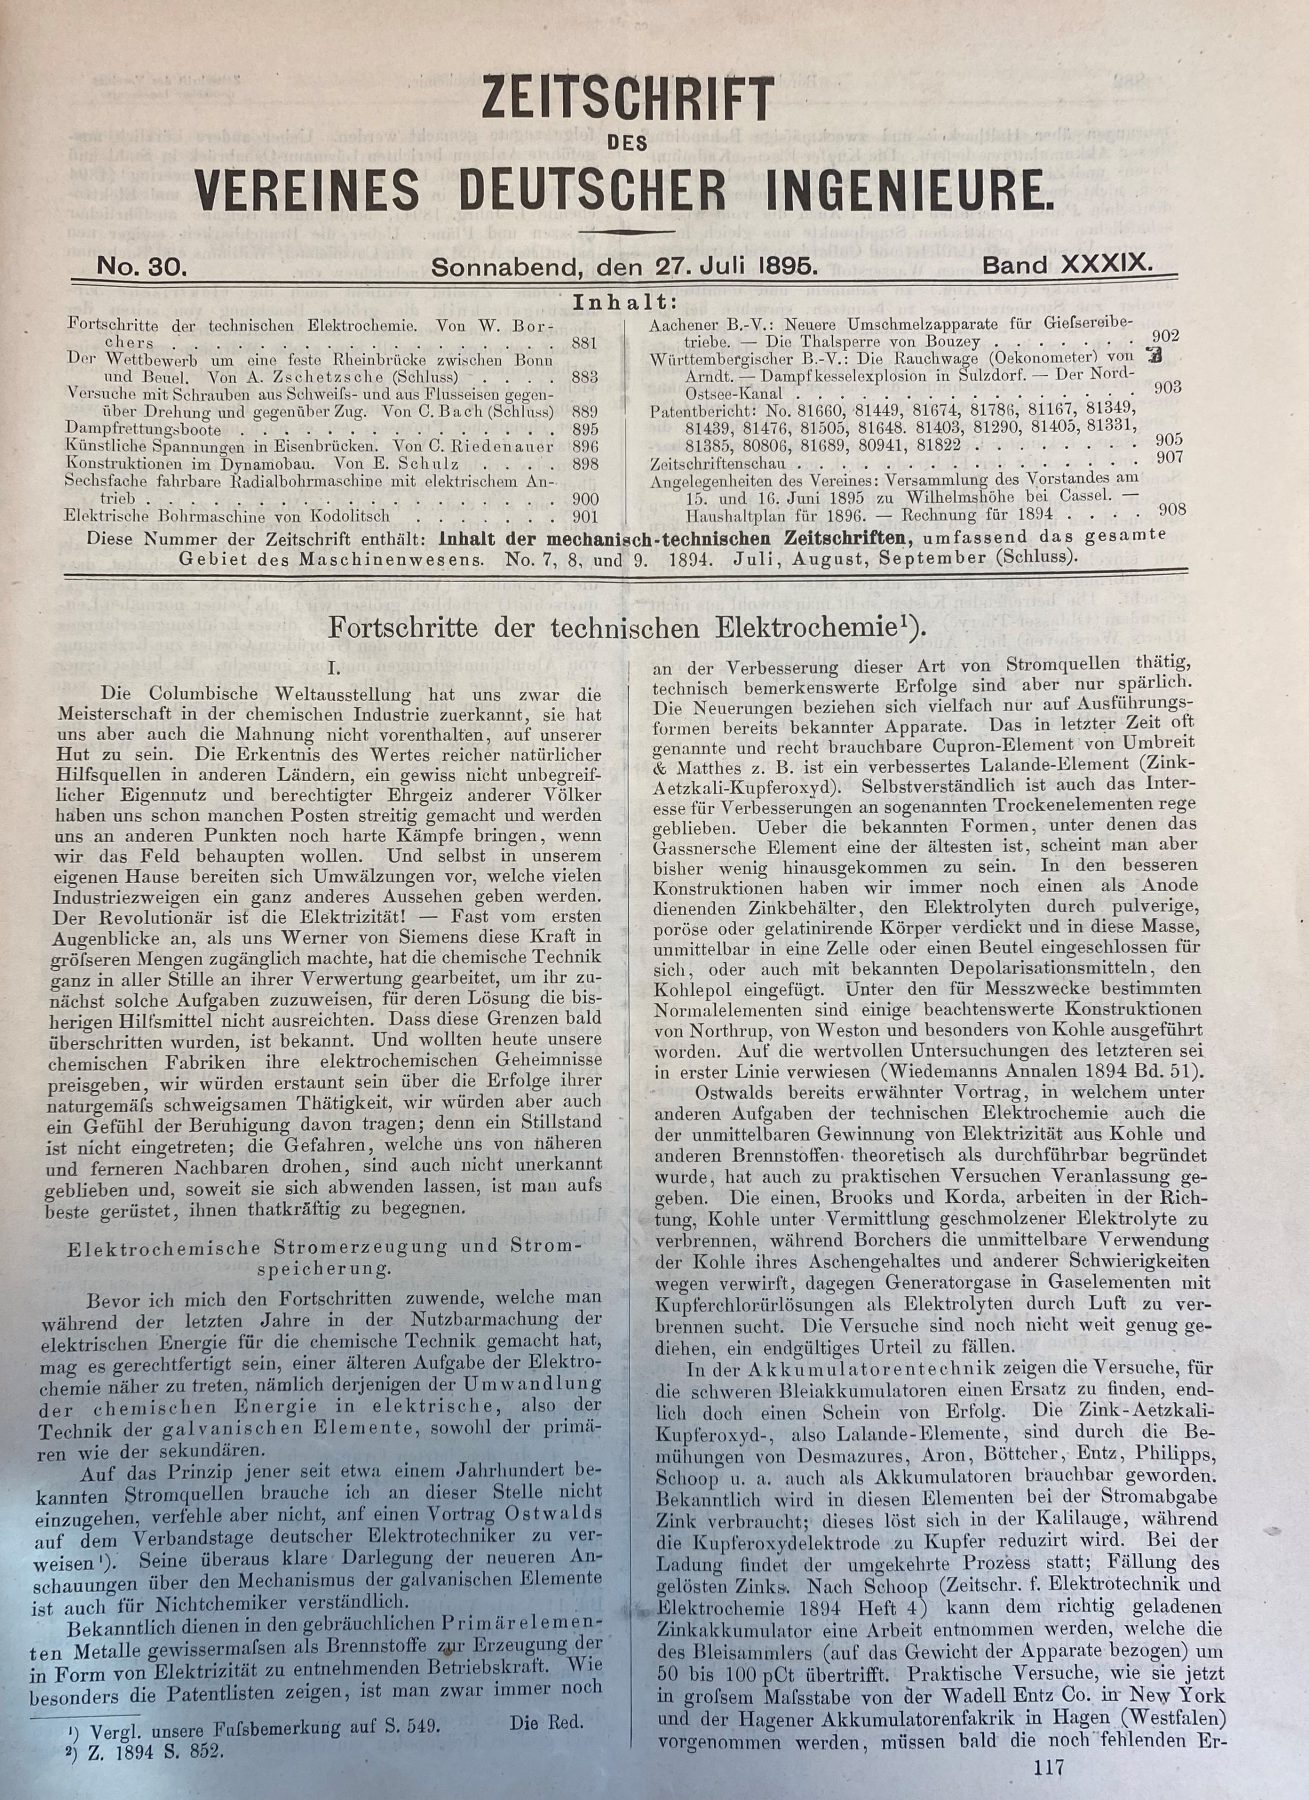 ZEITSCHRIFT
DES
VEREINES DEUTSCHER INGENIEURE.
No. 30.
Sonnabend, den 27. Juli 1895.
Band XXXIX.
Inhalt:
Fortschritte der technischen Elektrochemie. Von W. Bor-
chers . . . . . . . . . . . . . . . . 881
Der Wettbewerb um eine feste Rheinbrücke zwischen Bonn
und Beuel. Von A. Zschetzsche (Schluss) . . . . 883
Versuche mit Schrauben aus Schweifs- und aus Flusseisen gegen-
über Drehung und gegenüber Zug. Von C. Bach (Schluss) 889
Dampfrettungsboote . . . . . . . . . . . . . . 895
Künstliche Spannungen in Eisenbrücken. Von C. Riedenauer 896
Konstruktionen im Dynamobau. Von E. Schulz . . . . 898
Sechsfache fahrbare Radialbohrmaschine mit elektrischem An-
trieb . . . . . . . . . . . . . . . . . 900
Elektrische Bohrmaschine von Kodolitsch . . . . . . . 901
Aachener B.-V.: Neuere Umschmelzapparate für Giefsereibe-
triebe. — Die Thalsperre von Bouzey . . . . . . . 902
Württembergischer B.-V.: Die Rauchwage (Oekonometer) von
Arndt. — Dampfkesselexplosion in Sulzdorf. — Der Nord-
Ostsee-Kanal . . . . . . . . . . . . . . . . 903
Patentbericht: No. 81660, 81449, 81674, 81786, 81167, 81349,
81439, 81476, 81505, 81648. 81403, 81290, 81405, 81331,
81385, 80806, 81689, 80941, 81822 . . . . . . . . 905
Zeitschriftenschau . . . . . . . . . . . . . . . 907
Angelegenheiten des Vereines: Versammlung des Vorstandes am
15. und 16. Juni 1895 zu Wilhelmshöhe bei Cassel. —
Haushaltplan für 1896. — Rechnung für 1894 . . . . 908
Diese Nummer der Zeitschrift enthält: Inhalt der mechanisch-technischen Zeitschriften, umfassend das gesamte
Gebiet des Maschinenwesens. No. 7, 8, und 9. 1894. Juli, August, September (Schluss).
Fortschritte der technischen Elektrochemie¹).
I.
Die Columbische Weltausstellung hat uns zwar die
Meisterschaft in der chemischen Industrie zuerkannt, sie hat
uns aber auch die Mahnung nicht vorenthalten, auf unserer
Hut zu sein. Die Erkentnis des Wertes reicher natürlicher
Hilfsquellen in anderen Ländern, ein gewiss nicht unbegreif-
licher Eigennutz und berechtigter Ehrgeiz anderer Völker
haben uns schon manchen Posten streitig gemacht und werden
uns an anderen Punkten noch harte Kämpfe bringen, wenn
wir das Feld behaupten wollen. Und selbst in unserem
eigenen Hause bereiten sich Umwälzungen vor, welche vielen
Industriezweigen ein ganz anderes Aussehen geben werden.
Der Revolutionär ist die Elektrizität! — Fast vom ersten
Augenblicke an, als uns Werner von Siemens diese Kraft in
gröfseren Mengen zugänglich machte, hat die chemische Technik
ganz in aller Stille an ihrer Verwertung gearbeitet, um ihr zu-
nächst solche Aufgaben zuzuweisen, für deren Lösung die bis-
herigen Hilfsmittel nicht ausreichten. Dass diese Grenzen bald
überschritten wurden, ist bekannt. Und wollten heute unsere
chemischen Fabriken ihre elektrochemischen Geheimnisse
preisgeben, wir würden erstaunt sein über die Erfolge ihrer
naturgemäfs schweigsamen Thätigkeit, wir würden aber auch
ein Gefühl der Beruhigung davon tragen; denn ein Stillstand
ist nicht eingetreten; die Gefahren, welche uns von näheren
und ferneren Nachbaren drohen, sind auch nicht unerkannt
geblieben und, soweit sie sich abwenden lassen, ist man aufs
beste gerüstet, ihnen thatkräftig zu begegnen.
Elektrochemische Stromerzeugung und Strom-
speicherung.
Bevor ich mich den Fortschritten zuwende, welche man
während der letzten Jahre in der Nutzbarmachung der
elektrischen Energie für die chemische Technik gemacht hat,
mag es gerechtfertigt sein, einer älteren Aufgabe der Elektro-
chemie näher zu treten, nämlich derjenigen der Umwandlung
der chemischen Energie in elektrische, also der
Technik der galvanischen Elemente, sowohl der primä-
ren wie der sekundären.
Auf das Prinzip jener seit etwa einem Jahrhundert be-
kannten Stromquellen brauche ich an dieser Stelle nicht
einzugehen, verfehle aber nicht, anf einen Vortrag Ostwalds
auf dem Verbandstage deutscher Elektrotechniker zu ver-
weisen¹). Seine überaus klare Darlegung der neueren An-
schauungen über den Mechanismus der galvanischen Elemente
ist auch für Nichtchemiker verständlich.
Bekanntlich dienen in den gebräuchlichen Primärelemen-
ten Metalle gewissermafsen als Brennstoffe zur Erzeugung der
in Form von Elektrizität zu entnehmenden Betriebskraft. Wie
besonders die Patentlisten zeigen, ist man zwar immer noch
¹) Vergl. unsere Fufsbemerkung auf S. 549. Die Red.
²) Z. 1894 S. 852.
an der Verbesserung dieser Art von Stromquellen thätig,
technisch bemerkenswerte Erfolge sind aber nur spärlich.
Die Neuerungen beziehen sich vielfach nur auf Ausführungs-
formen bereits bekannter Apparate. Das in letzter Zeit oft
genannte und recht brauchbare Cupron-Element von Umbreit
& Matthes z. B. ist ein verbessertes Lalande-Element (Zink-
Aetzkali-Kupferoxyd). Selbstverständlich ist auch das Inter-
esse für Verbesserungen an sogenannten Trockenelementen rege
geblieben. Ueber die bekannten Formen, unter denen das
Gassnersche Element eine der ältesten ist, scheint man aber
bisher wenig hinausgekommen zu sein. In den besseren
Konstruktionen haben wir immer noch einen als Anode
dienenden Zinkbehälter, den Elektrolyten durch pulverige,
poröse oder gelatinirende Körper verdickt und in diese Masse,
unmittelbar in eine Zelle oder einen Beutel eingeschlossen für
sich, oder auch mit bekannten Depolarisationsmitteln, den
Kohlepol eingefügt. Unter den für Messzwecke bestimmten
Normalelementen sind einige beachtenswerte Konstruktionen
von Northrup, von Weston und besonders von Kohle ausgeführt
worden. Auf die wertvollen Untersuchungen des letzteren sei
in erster Linie verwiesen (Wiedemanns Annalen 1894 Bd. 51).
Ostwalds bereits erwähnter Vortrag, in welchem unter
anderen Aufgaben der technischen Elektrochemie auch die
der unmittelbaren Gewinnung von Elektrizität aus Kohle und
anderen Brennstoffen theoretisch als durchführbar begründet
wurde, hat auch zu praktischen Versuchen Veranlassung ge-
geben. Die einen, Brooks und Korda, arbeiten in der Rich-
tung, Kohle unter Vermittlung geschmolzener Elektrolyte zu
verbrennen, während Borchers die unmittelbare Verwendung
der Kohle ihres Aschengehaltes und anderer Schwierigkeiten
wegen verwirft, dagegen Generatorgase in Gaselementen mit
Kupferchlorürlösungen als Elektrolyten durch Luft zu ver-
brennen sucht. Die Versuche sind noch nicht weit genug ge-
diehen, ein endgültiges Urteil zu fällen.
In der Akkumulatorentechnik zeigen die Versuche, für
die schweren Bleiakkumulatoren einen Ersatz zu finden, end-
lich doch einen Schein von Erfolg. Die Zink-Aetzkali-
Kupferoxyd-, also Lalande-Elemente, sind durch die Be-
mühungen von Desmazures, Aron, Böttcher, Entz, Philipps,
Schoop u. a. auch als Akkumulatoren brauchbar geworden.
Bekanntlich wird in diesen Elementen bei der Stromabgabe
Zink verbraucht; dieses löst sich in der Kalilauge, während
die Kupferoxydelektrode zu Kupfer reduzirt wird. Bei der
Ladung findet der umgekehrte Prozess statt; Fällung des
gelösten Zinks. Nach Schoop (Zeitschr. f. Elektrotechnik und
Elektrochemie 1894 Heft 4) kann dem richtig geladenen
Zinkakkumulator eine Arbeit entnommen werden, welche die
des Bleisammlers (auf das Gewicht der Apparate bezogen) um
50 bis 100 pCt übertrifft. Praktische Versuche, wie sie jetzt
in grofsem Mafsstabe von der Wadell Entz Co. in New York
und der Hagener Akkumulatorenfakrik in Hagen (Westfalen)
vorgenommen werden, müssen bald die noch fehlenden Er-
117